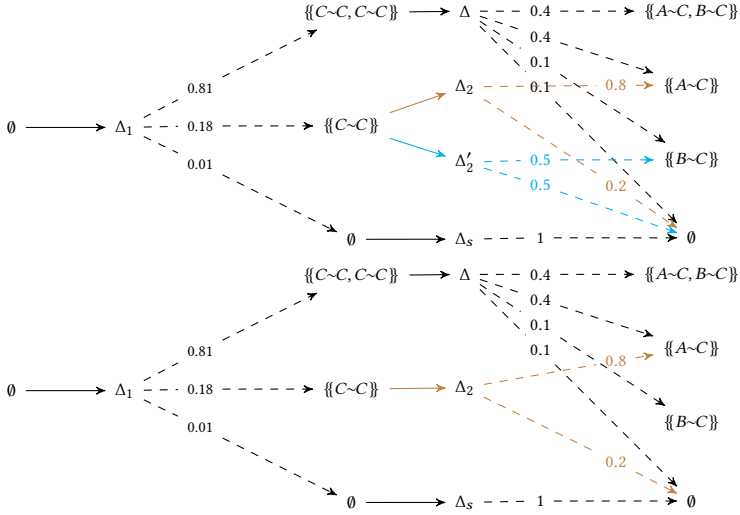 {{C~C, C~C}} Δ 0.4 {{A~C, B~C}}
0.4
0.1
0.81 Δ₂ 0.8 {{A~C}}
0.1
∅ Δ₁ 0.18 {{C~C}}
0.01 Δ₂′ 0.5 {{B~C}}
0.5 0.2
∅ Δₛ 1 ∅
{{C~C, C~C}} Δ 0.4 {{A~C, B~C}}
0.4
0.1
0.81 0.1 0.8 {{A~C}}
∅ Δ₁ 0.18 {{C~C}} Δ₂
0.01 {{B~C}}
0.2
∅ Δₛ 1 ∅